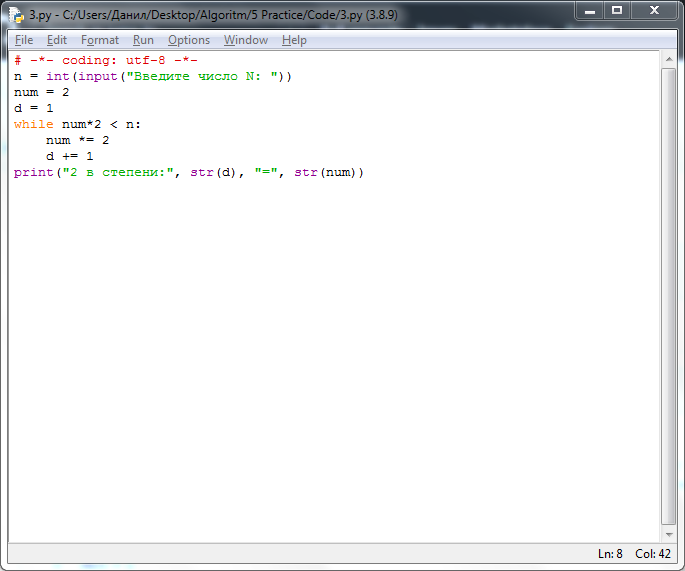 3.py - C:/Users/Данил/Desktop/Algoritm/5 Practice/Code/3.py (3.8.9)
File Edit Format Run Options Window Help
# -*- coding: utf-8 -*-
n = int(input("Введите число N: "))
num = 2
d = 1
while num*2 < n:
    num *= 2
    d += 1
print("2 в степени:", str(d), "=", str(num))
Ln: 8 Col: 42